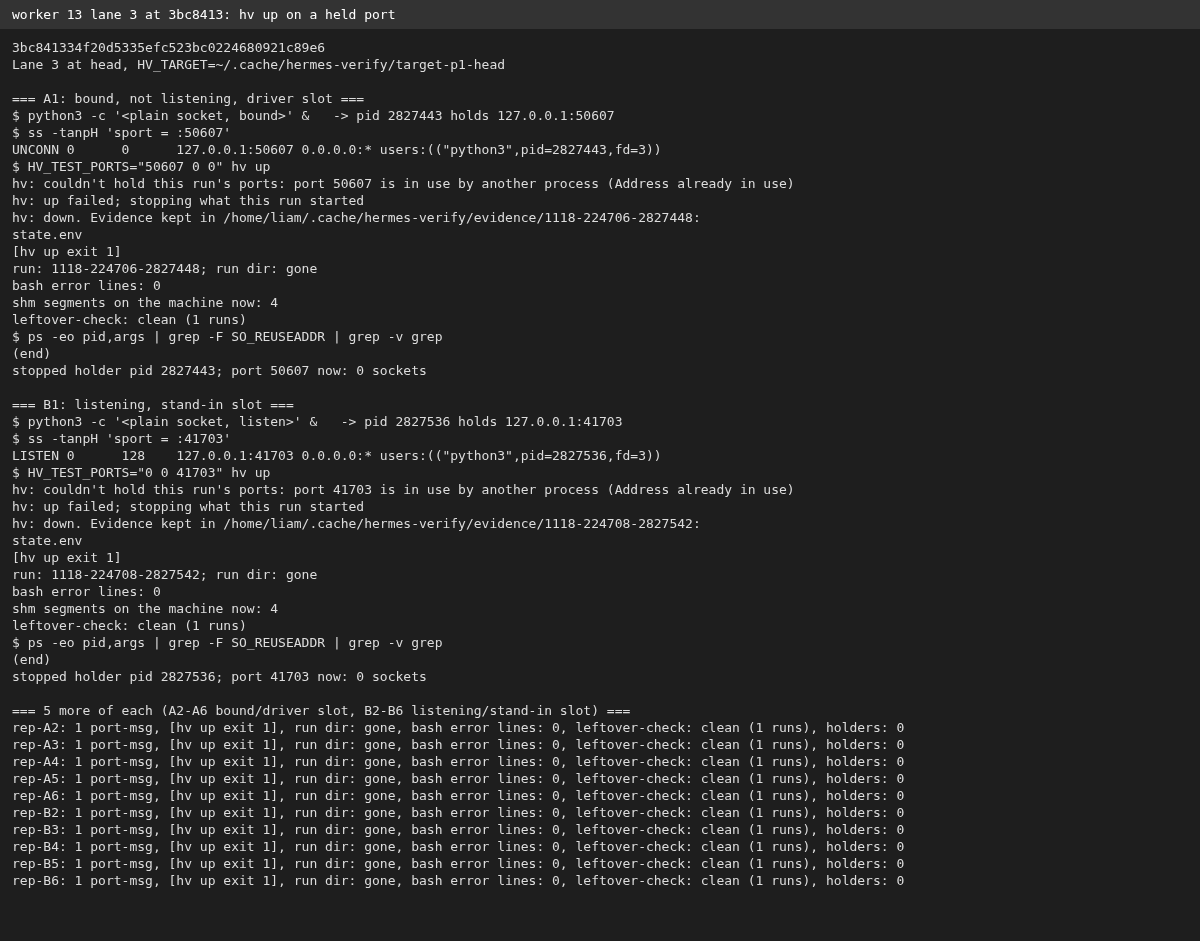 worker 13 lane 3 at 3bc8413: hv up on a held port
3bc841334f20d5335efc523bc0224680921c89e6
Lane 3 at head, HV_TARGET=~/.cache/hermes-verify/target-p1-head
=== A1: bound, not listening, driver slot ===
$ python3 -c '<plain socket, bound>' &   -> pid 2827443 holds 127.0.0.1:50607
$ ss -tanpH 'sport = :50607'
UNCONN 0      0      127.0.0.1:50607 0.0.0.0:* users:(("python3",pid=2827443,fd=3))
$ HV_TEST_PORTS="50607 0 0" hv up
hv: couldn't hold this run's ports: port 50607 is in use by another process (Address already in use)
hv: up failed; stopping what this run started
hv: down. Evidence kept in /home/liam/.cache/hermes-verify/evidence/1118-224706-2827448:
state.env
[hv up exit 1]
run: 1118-224706-2827448; run dir: gone
bash error lines: 0
shm segments on the machine now: 4
leftover-check: clean (1 runs)
$ ps -eo pid,args | grep -F SO_REUSEADDR | grep -v grep
(end)
stopped holder pid 2827443; port 50607 now: 0 sockets
=== B1: listening, stand-in slot ===
$ python3 -c '<plain socket, listen>' &   -> pid 2827536 holds 127.0.0.1:41703
$ ss -tanpH 'sport = :41703'
LISTEN 0      128    127.0.0.1:41703 0.0.0.0:* users:(("python3",pid=2827536,fd=3))
$ HV_TEST_PORTS="0 0 41703" hv up
hv: couldn't hold this run's ports: port 41703 is in use by another process (Address already in use)
hv: up failed; stopping what this run started
hv: down. Evidence kept in /home/liam/.cache/hermes-verify/evidence/1118-224708-2827542:
state.env
[hv up exit 1]
run: 1118-224708-2827542; run dir: gone
bash error lines: 0
shm segments on the machine now: 4
leftover-check: clean (1 runs)
$ ps -eo pid,args | grep -F SO_REUSEADDR | grep -v grep
(end)
stopped holder pid 2827536; port 41703 now: 0 sockets
=== 5 more of each (A2-A6 bound/driver slot, B2-B6 listening/stand-in slot) ===
rep-A2: 1 port-msg, [hv up exit 1], run dir: gone, bash error lines: 0, leftover-check: clean (1 runs), holders: 0
rep-A3: 1 port-msg, [hv up exit 1], run dir: gone, bash error lines: 0, leftover-check: clean (1 runs), holders: 0
rep-A4: 1 port-msg, [hv up exit 1], run dir: gone, bash error lines: 0, leftover-check: clean (1 runs), holders: 0
rep-A5: 1 port-msg, [hv up exit 1], run dir: gone, bash error lines: 0, leftover-check: clean (1 runs), holders: 0
rep-A6: 1 port-msg, [hv up exit 1], run dir: gone, bash error lines: 0, leftover-check: clean (1 runs), holders: 0
rep-B2: 1 port-msg, [hv up exit 1], run dir: gone, bash error lines: 0, leftover-check: clean (1 runs), holders: 0
rep-B3: 1 port-msg, [hv up exit 1], run dir: gone, bash error lines: 0, leftover-check: clean (1 runs), holders: 0
rep-B4: 1 port-msg, [hv up exit 1], run dir: gone, bash error lines: 0, leftover-check: clean (1 runs), holders: 0
rep-B5: 1 port-msg, [hv up exit 1], run dir: gone, bash error lines: 0, leftover-check: clean (1 runs), holders: 0
rep-B6: 1 port-msg, [hv up exit 1], run dir: gone, bash error lines: 0, leftover-check: clean (1 runs), holders: 0